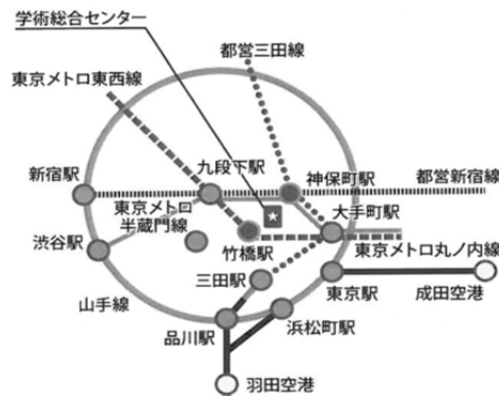 学術総合センター
都営三田線
東京メトロ東西線
九段下駅
新宿駅
神保町駅
都営新宿線
東京メトロ
半蔵門線
大手町駅
渋谷駅
竹橋駅
東京メトロ丸ノ内線
三田駅
東京駅
成田空港
山手線
品川駅
浜松町駅
羽田空港